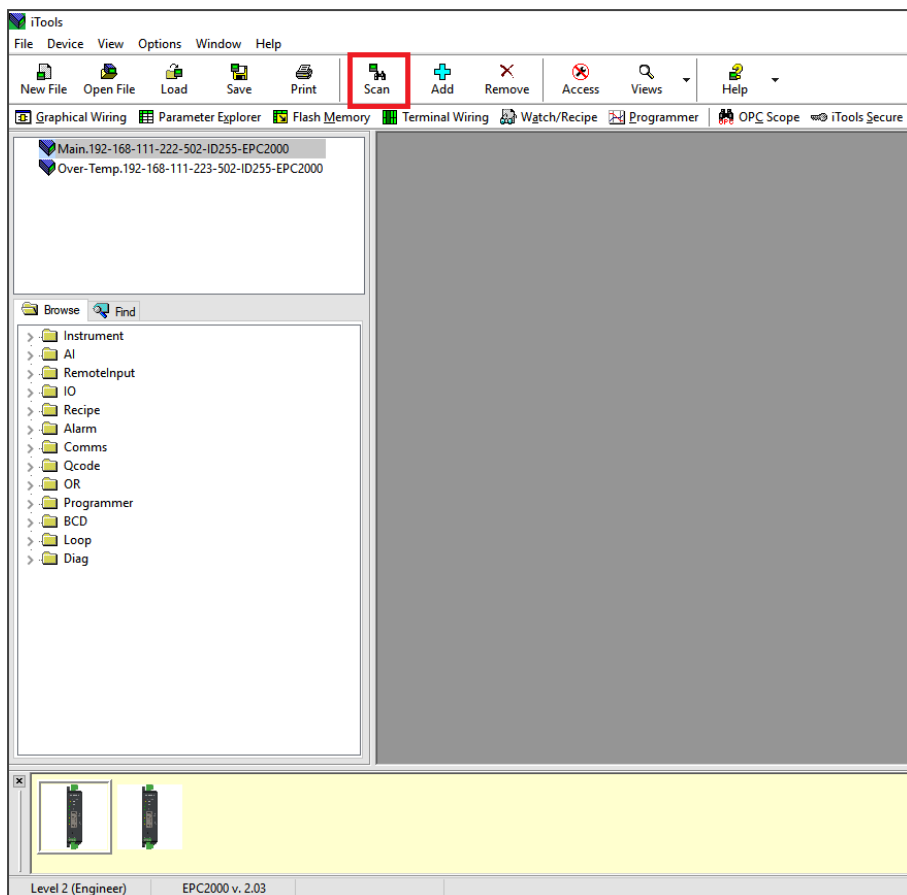 iTools
File Device View Options Window Help
New File Open File Load Save Print Scan Add Remove Access Views Help
Graphical Wiring Parameter Explorer Flash Memory Terminal Wiring Watch/Recipe Programmer OPC Scope iTools Secure
Main.192-168-111-222-502-ID255-EPC2000
Over-Temp.192-168-111-223-502-ID255-EPC2000
Browse Find
Instrument
AI
RemoteInput
IO
Recipe
Alarm
Comms
Qcode
OR
Programmer
BCD
Loop
Diag
Level 2 (Engineer) EPC2000 v. 2.03